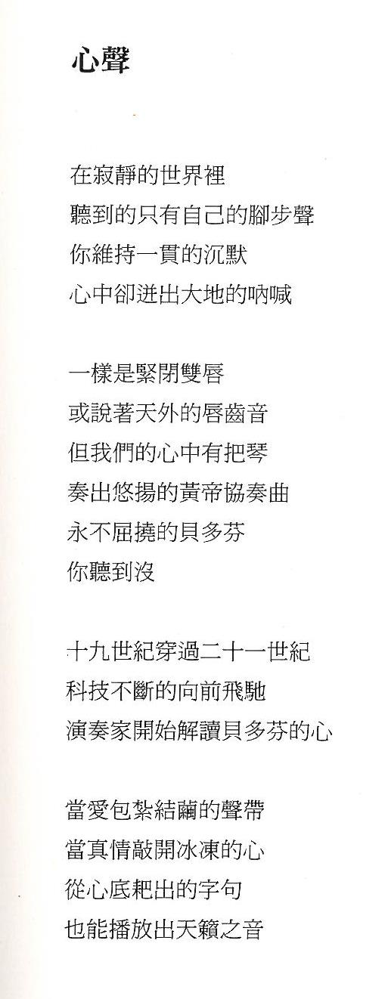 心聲
在寂靜的世界裡
聽到的只有自己的腳步聲
你維持一貫的沉默
心中卻迸出大地的吶喊
一樣是緊閉雙唇
或說著天外的唇齒音
但我們的心中有把琴
奏出悠揚的黃帝協奏曲
永不屈撓的貝多芬
你聽到沒
十九世紀穿過二十一世紀
科技不斷的向前飛馳
演奏家開始解讀貝多芬的心
當愛包紮結繭的聲帶
當真情敲開冰凍的心
從心底耙出的字句
也能播放出天籟之音